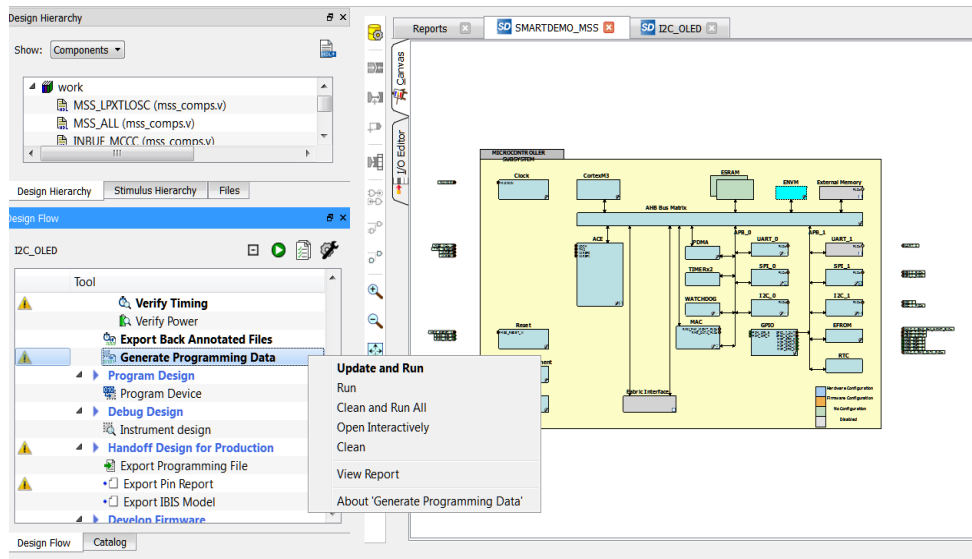 Design Hierarchy
Show: Components
work
MSS_LPXTLOSC (mss_comps.v)
MSS_ALL (mss_comps.v)
INBUF_MCCC (mss_comps.v)
Design Hierarchy Stimulus Hierarchy Files
Design Flow
I2C_OLED
Tool
Verify Timing
Verify Power
Export Back Annotated Files
Generate Programming Data
Program Design
Program Device
Debug Design
Instrument design
Handoff Design for Production
Export Programming File
Export Pin Report
Export IBIS Model
Develop Firmware
Design Flow Catalog
Update and Run
Run
Clean and Run All
Open Interactively
Clean
View Report
About 'Generate Programming Data'
Canvas
I/O Editor
Reports SD SMARTDEMO_MSS SD I2C_OLED
MICROCONTROLLER
SUBSYSTEM
Clock CortexM3 ESRAM ENVM External Memory
AHB Bus Matrix
APB_0 APB_1
ACE PDMA UART_0 UART_1
TIMERx2 SPI_0 SPI_1
WATCHDOG I2C_0 I2C_1
Reset MAC GPIO EFROM
RTC
Fabric Interface
Hardware Configuration
Firmware Configuration
No Configuration
Disabled